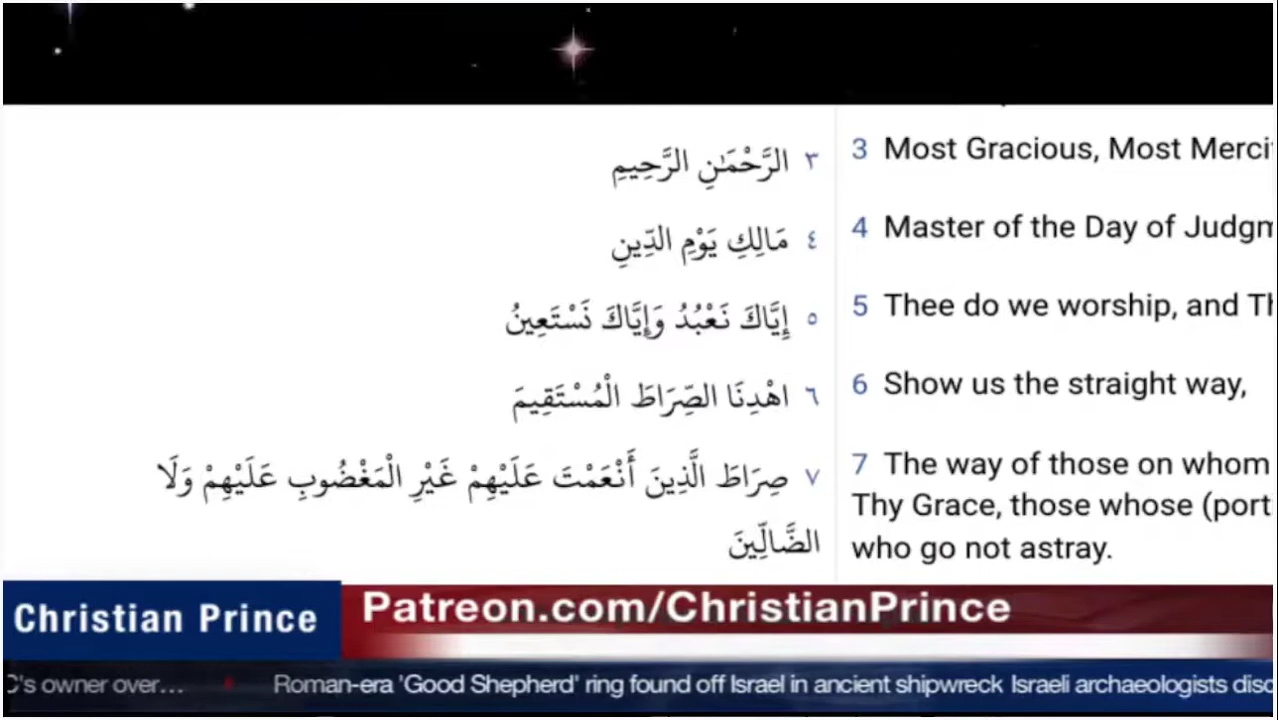 ٣ الرَّحْمَٰنِ الرَّحِيمِ
3 Most Gracious, Most Merci
٤ مَالِكِ يَوْمِ الدِّينِ
4 Master of the Day of Judgm
٥ إِيَّاكَ نَعْبُدُ وَإِيَّاكَ نَسْتَعِينُ
5 Thee do we worship, and Th
٦ اهْدِنَا الصِّرَاطَ الْمُسْتَقِيمَ
6 Show us the straight way,
٧ صِرَاطَ الَّذِينَ أَنْعَمْتَ عَلَيْهِمْ غَيْرِ الْمَغْضُوبِ عَلَيْهِمْ وَلَا
الضَّالِّينَ
7 The way of those on whom
Thy Grace, those whose (port
who go not astray.
Christian Prince
Patreon.com/ChristianPrince
C's owner over... Roman-era 'Good Shepherd' ring found off Israel in ancient shipwreck Israeli archaeologists disc